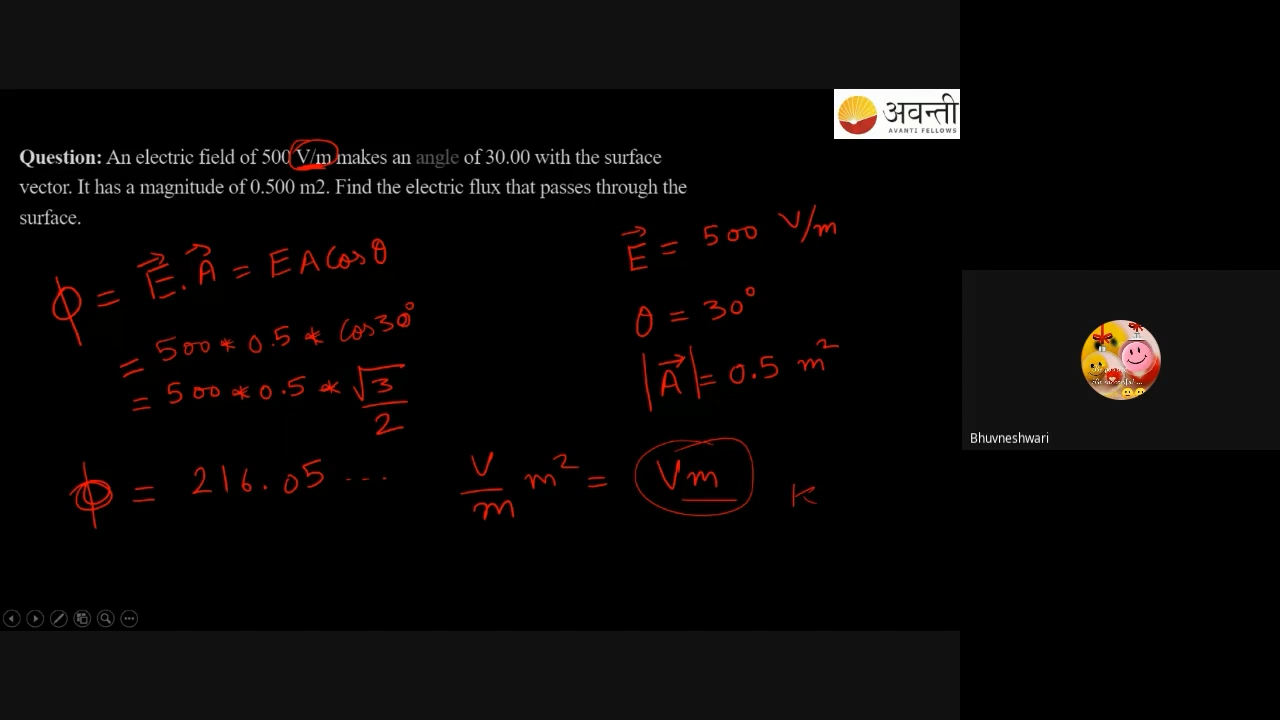 अवन्ती
AVANTI FELLOWS
Question: An electric field of 500 V/m makes an angle of 30.00 with the surface
vector. It has a magnitude of 0.500 m2. Find the electric flux that passes through the
surface.
ϕ = E⃗ . A⃗ = E A Cos θ
= 500 * 0.5 * Cos 30°
= 500 * 0.5 * √3/2
ϕ = 216.05 ... V/m m² = Vm K
E⃗ = 500 V/m
θ = 30°
|A⃗| = 0.5 m²
Bhuvneshwari